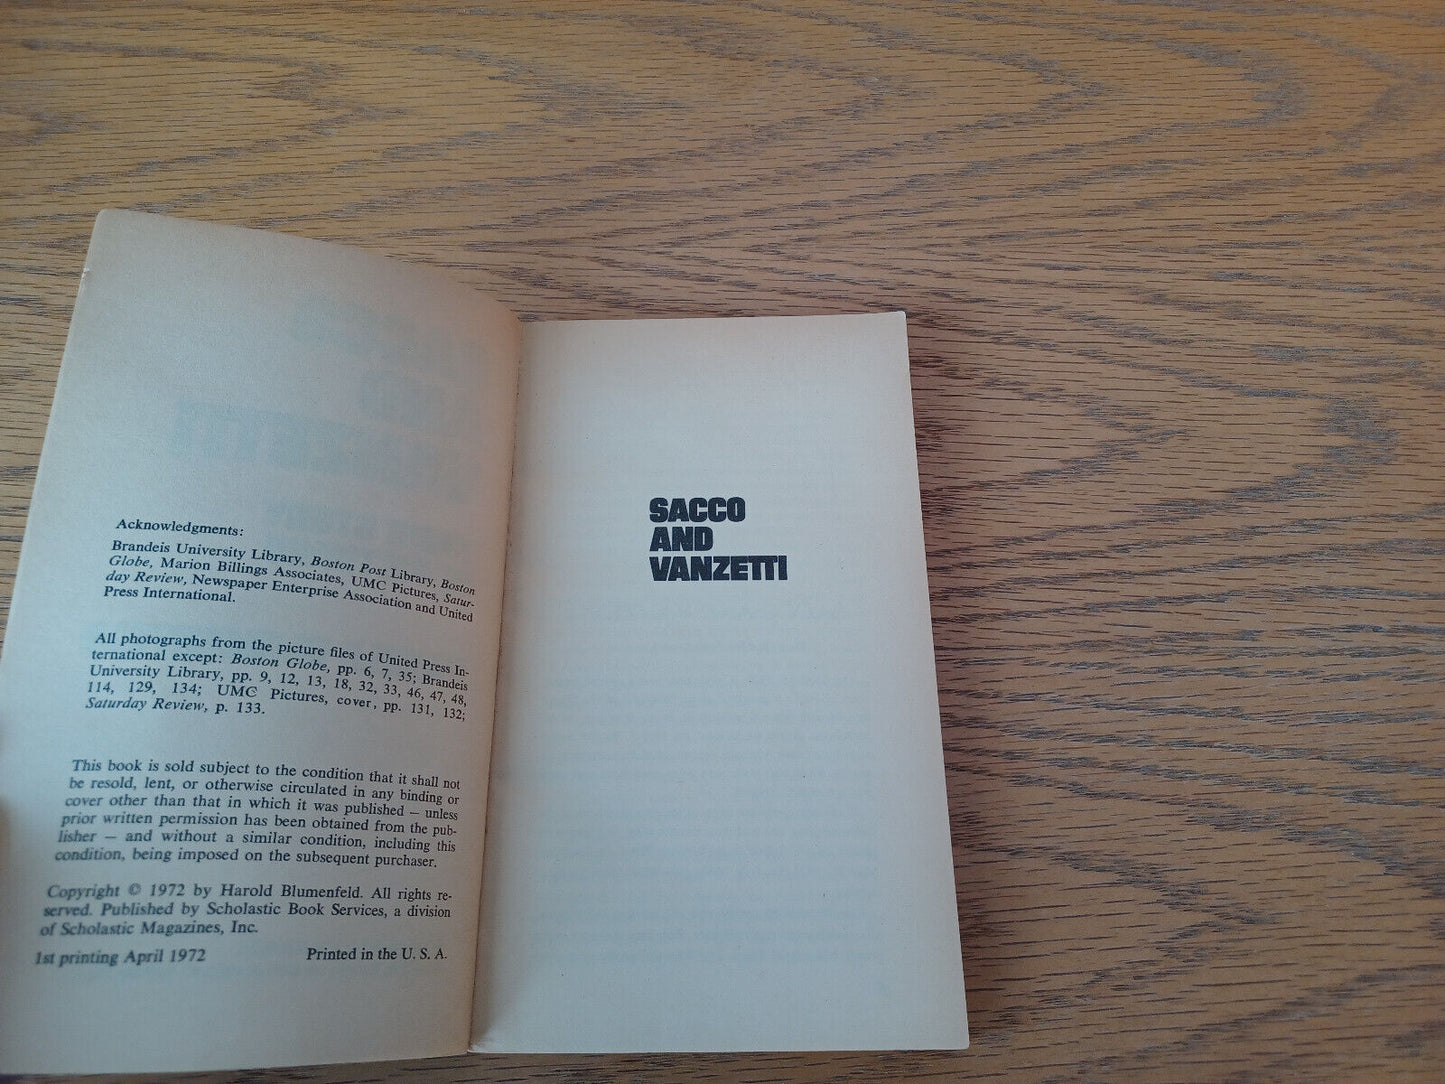 Acknowledgments:
Brandeis University Library, Boston Post Library, Boston
Globe, Marion Billings Associates, UMC Pictures, Satur-
day Review, Newspaper Enterprise Association and United
Press International.
All photographs from the picture files of United Press In-
ternational except: Boston Globe, pp. 6, 7, 35; Brandeis
University Library, pp. 9, 12, 13, 18, 32, 33, 46, 47, 48,
114, 129, 134; UMC Pictures, cover, pp. 131, 132;
Saturday Review, p. 133.
This book is sold subject to the condition that it shall not
be resold, lent, or otherwise circulated in any binding or
cover other than that in which it was published – unless
prior written permission has been obtained from the pub-
lisher – and without a similar condition, including this
condition, being imposed on the subsequent purchaser.
Copyright © 1972 by Harold Blumenfeld. All rights re-
served. Published by Scholastic Book Services, a division
of Scholastic Magazines, Inc.
1st printing April 1972 Printed in the U. S. A.
SACCO
AND
VANZETTI